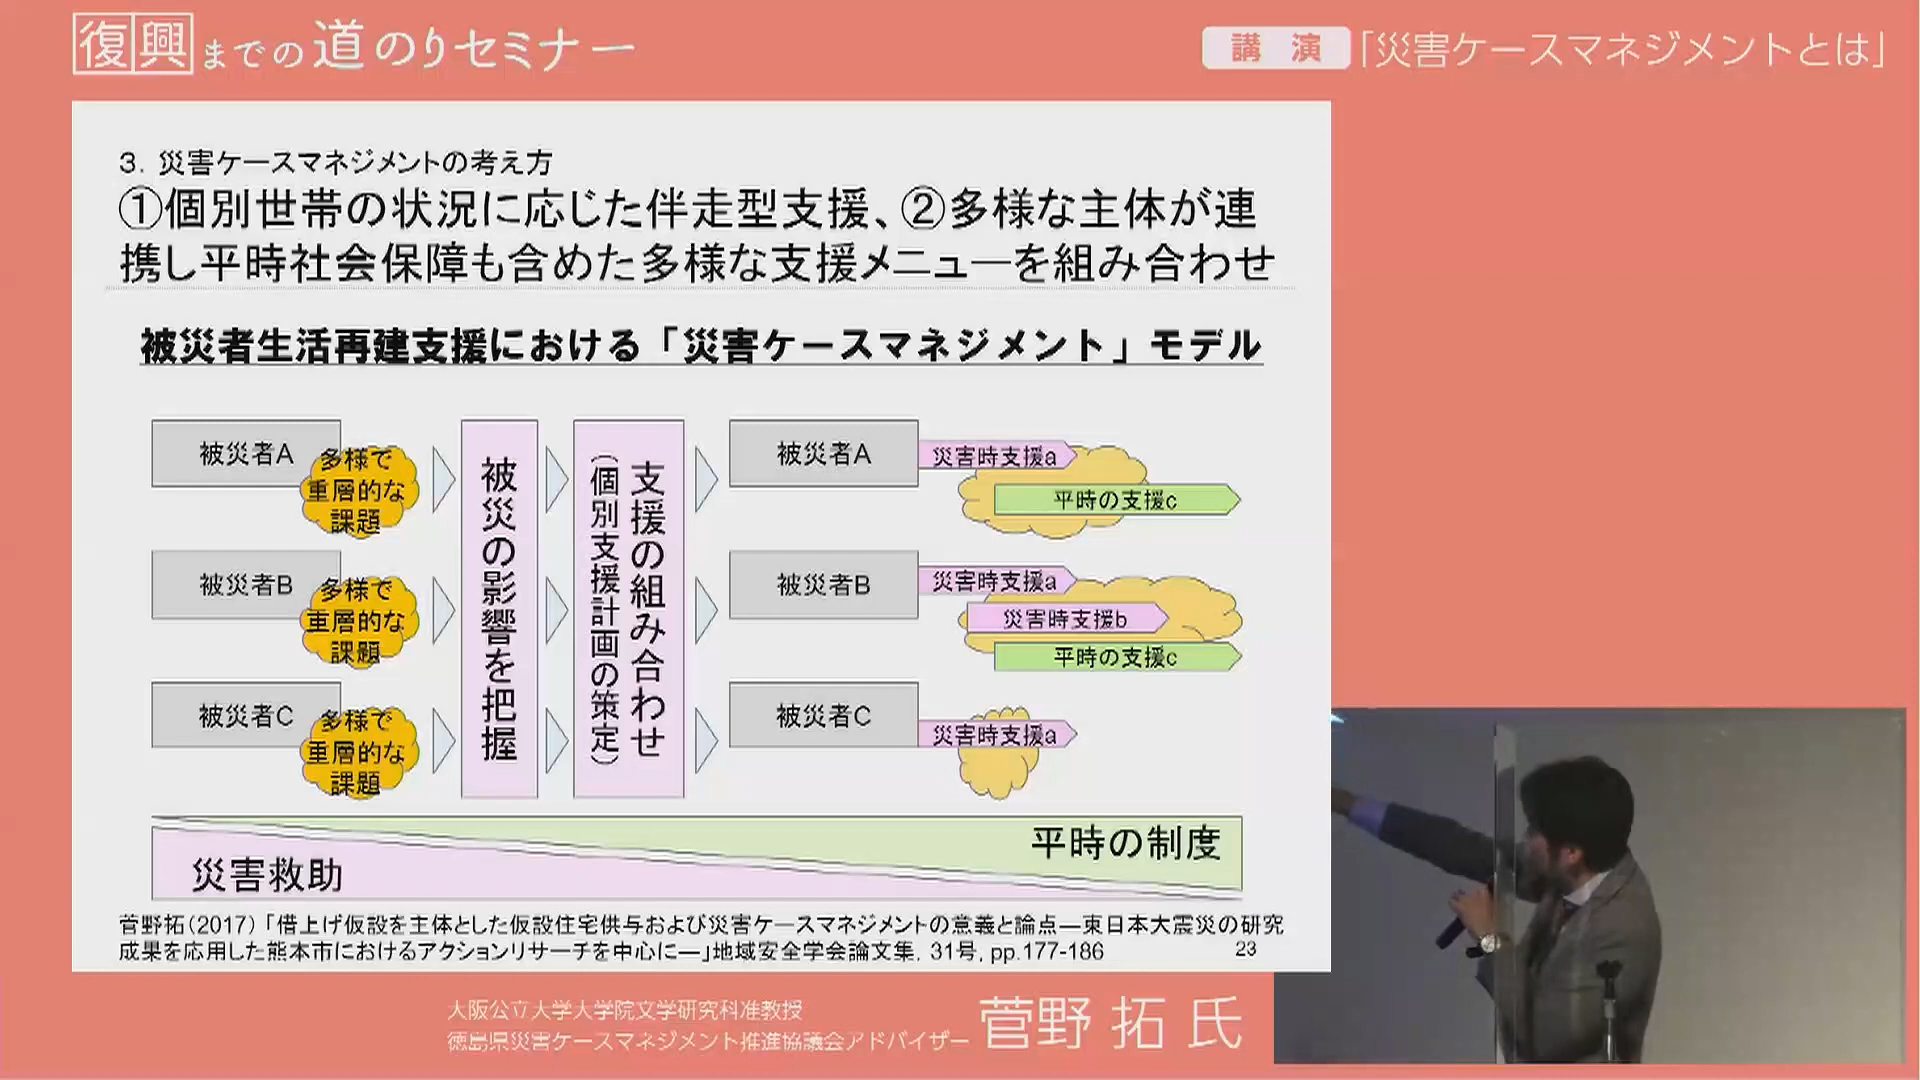 復興までの道のりセミナー
講 演 「災害ケースマネジメントとは」
3. 災害ケースマネジメントの考え方
①個別世帯の状況に応じた伴走型支援、②多様な主体が連
携し平時社会保障も含めた多様な支援メニューを組み合わせ
被災者生活再建支援における「災害ケースマネジメント」モデル
被災者A
多様で
重層的な
課題
被災者B
多様で
重層的な
課題
被災者C
多様で
重層的な
課題
被災の影響を把握
支援の組み合わせ
(個別支援計画の策定)
被災者A
災害時支援a
平時の支援c
被災者B
災害時支援a
災害時支援b
平時の支援c
被災者C
災害時支援a
平時の制度
災害救助
菅野拓(2017)「借上げ仮設を主体とした仮設住宅供与および災害ケースマネジメントの意義と論点―東日本大震災の研究
成果を応用した熊本市におけるアクションリサーチを中心に―」地域安全学会論文集, 31号, pp.177-186
23
大阪公立大学大学院文学研究科准教授
徳島県災害ケースマネジメント推進協議会アドバイザー
菅野 拓 氏